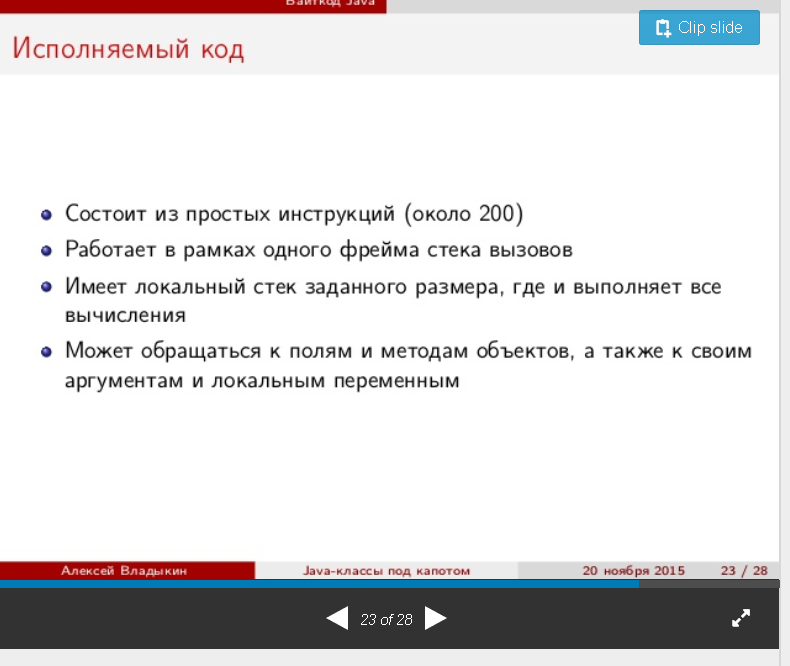 Байткод Java
Clip slide
Исполняемый код
Состоит из простых инструкций (около 200)
Работает в рамках одного фрейма стека вызовов
Имеет локальный стек заданного размера, где и выполняет все
вычисления
Может обращаться к полям и методам объектов, а также к своим
аргументам и локальным переменным
Алексей Владыкин
Java-классы под капотом
20 ноября 2015
23 / 28
23 of 28